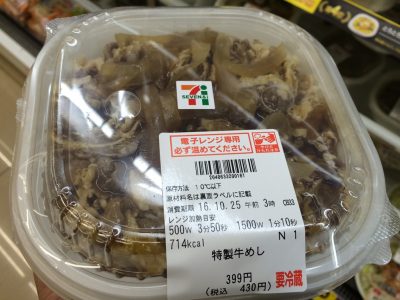 7
SEVEN & i
電子レンジ専用
必ず温めてください。
2040653200161
保存方法 10℃以下
原材料名は裏面ラベルに記載
消費期限 16.10.25 午前 3時
レンジ加熱目安
500W 3分50秒 1500W 1分10秒
714kcal N 1
特製牛めし
399円
(税込 430円)
要冷蔵